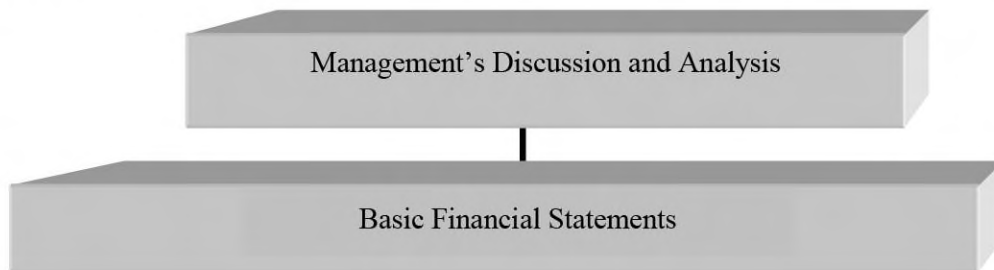 Management’s Discussion and Analysis
Basic Financial Statements